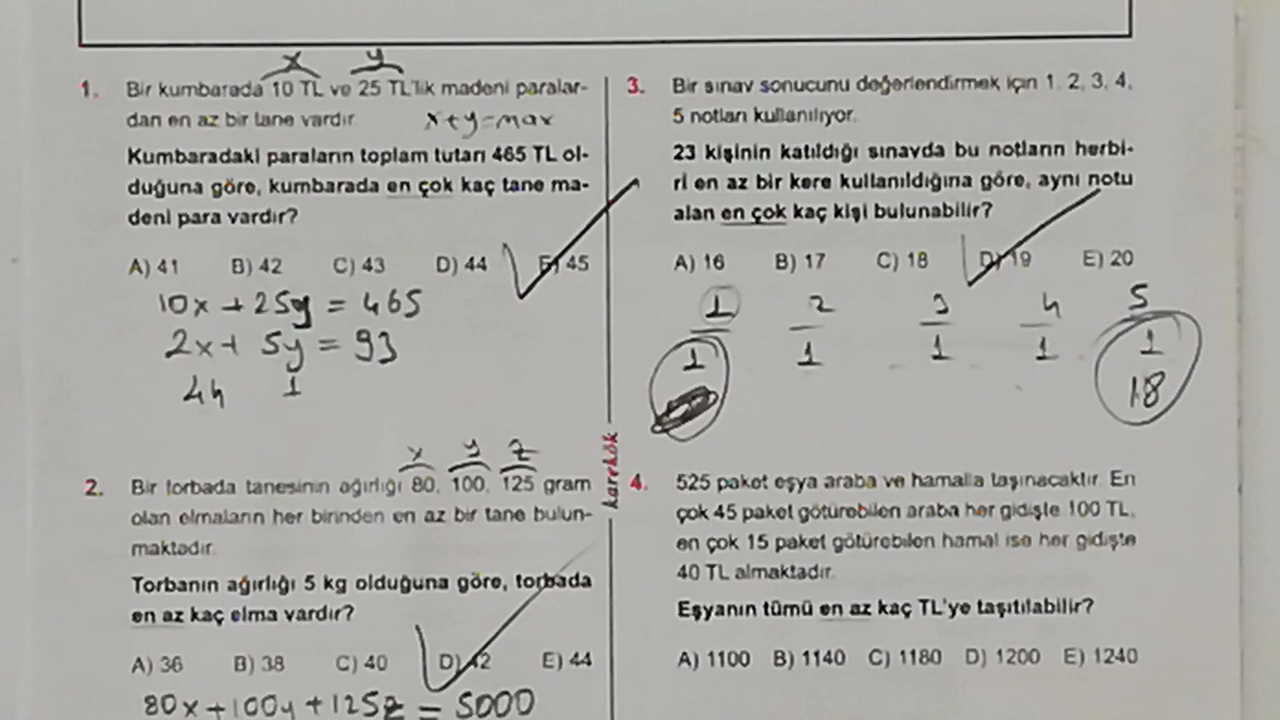 x y
1. Bir kumbarada 10 TL ve 25 TL'lik madeni paralar-
dan en az bir tane vardır.
x+y=max
Kumbaradaki paraların toplam tutarı 465 TL ol-
duğuna göre, kumbarada en çok kaç tane ma-
deni para vardır?
A) 41 B) 42 C) 43 D) 44 E) 45
10x + 25y = 465
2x + 5y = 93
44 1
x y z
2. Bir torbada tanesinin ağırlığı 80, 100, 125 gram
olan elmaların her birinden en az bir tane bulun-
maktadır.
Torbanın ağırlığı 5 kg olduğuna göre, torbada
en az kaç elma vardır?
A) 36 B) 38 C) 40 D) 42 E) 44
80x + 100y + 125z = 5000
karekök
3. Bir sınav sonucunu değerlendirmek için 1, 2, 3, 4,
5 notları kullanılıyor.
23 kişinin katıldığı sınavda bu notların herbi-
ri en az bir kere kullanıldığına göre, aynı notu
alan en çok kaç kişi bulunabilir?
A) 16 B) 17 C) 18 D) 19 E) 20
1 2 3 4 5
1 1 1 1 1
18
4. 525 paket eşya araba ve hamalla taşınacaktır. En
çok 45 paket götürebilen araba her gidişte 100 TL,
en çok 15 paket götürebilen hamal ise her gidişte
40 TL almaktadır.
Eşyanın tümü en az kaç TL'ye taşıtılabilir?
A) 1100 B) 1140 C) 1180 D) 1200 E) 1240